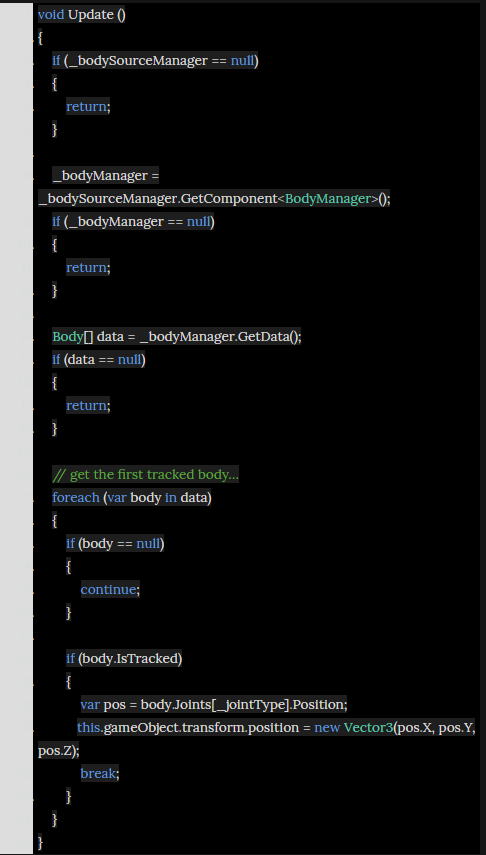 void Update ()
{
if (_bodySourceManager == null)
{
return;
}
_bodyManager =
_bodySourceManager.GetComponent<BodyManager>();
if (_bodyManager == null)
{
return;
}
Body[] data = _bodyManager.GetData();
if (data == null)
{
return;
}
// get the first tracked body...
foreach (var body in data)
{
if (body == null)
{
continue;
}
if (body.IsTracked)
{
var pos = body.Joints[_jointType].Position;
this.gameObject.transform.position = new Vector3(pos.X, pos.Y,
pos.Z);
break;
}
}
}